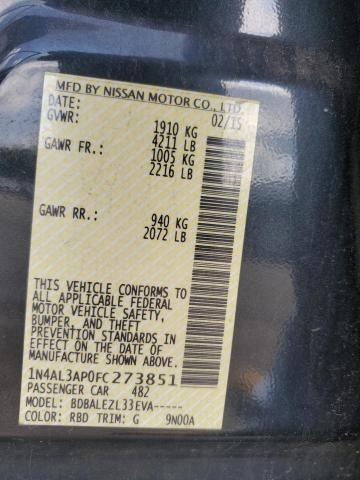 MFD BY NISSAN MOTOR CO., LTD
DATE: 02/15
GVWR: 1910 KG
4211 LB
GAWR FR.: 1005 KG
2216 LB
GAWR RR.: 940 KG
2072 LB
THIS VEHICLE CONFORMS TO
ALL APPLICABLE FEDERAL
MOTOR VEHICLE SAFETY,
BUMPER, AND THEFT
PREVENTION STANDARDS IN
EFFECT ON THE DATE OF
MANUFACTURE SHOWN ABOVE.
1N4AL3AP0FC273851
PASSENGER CAR 482
MODEL: BDBALEZL33EVA-----
COLOR: RBD TRIM: G 9N00A